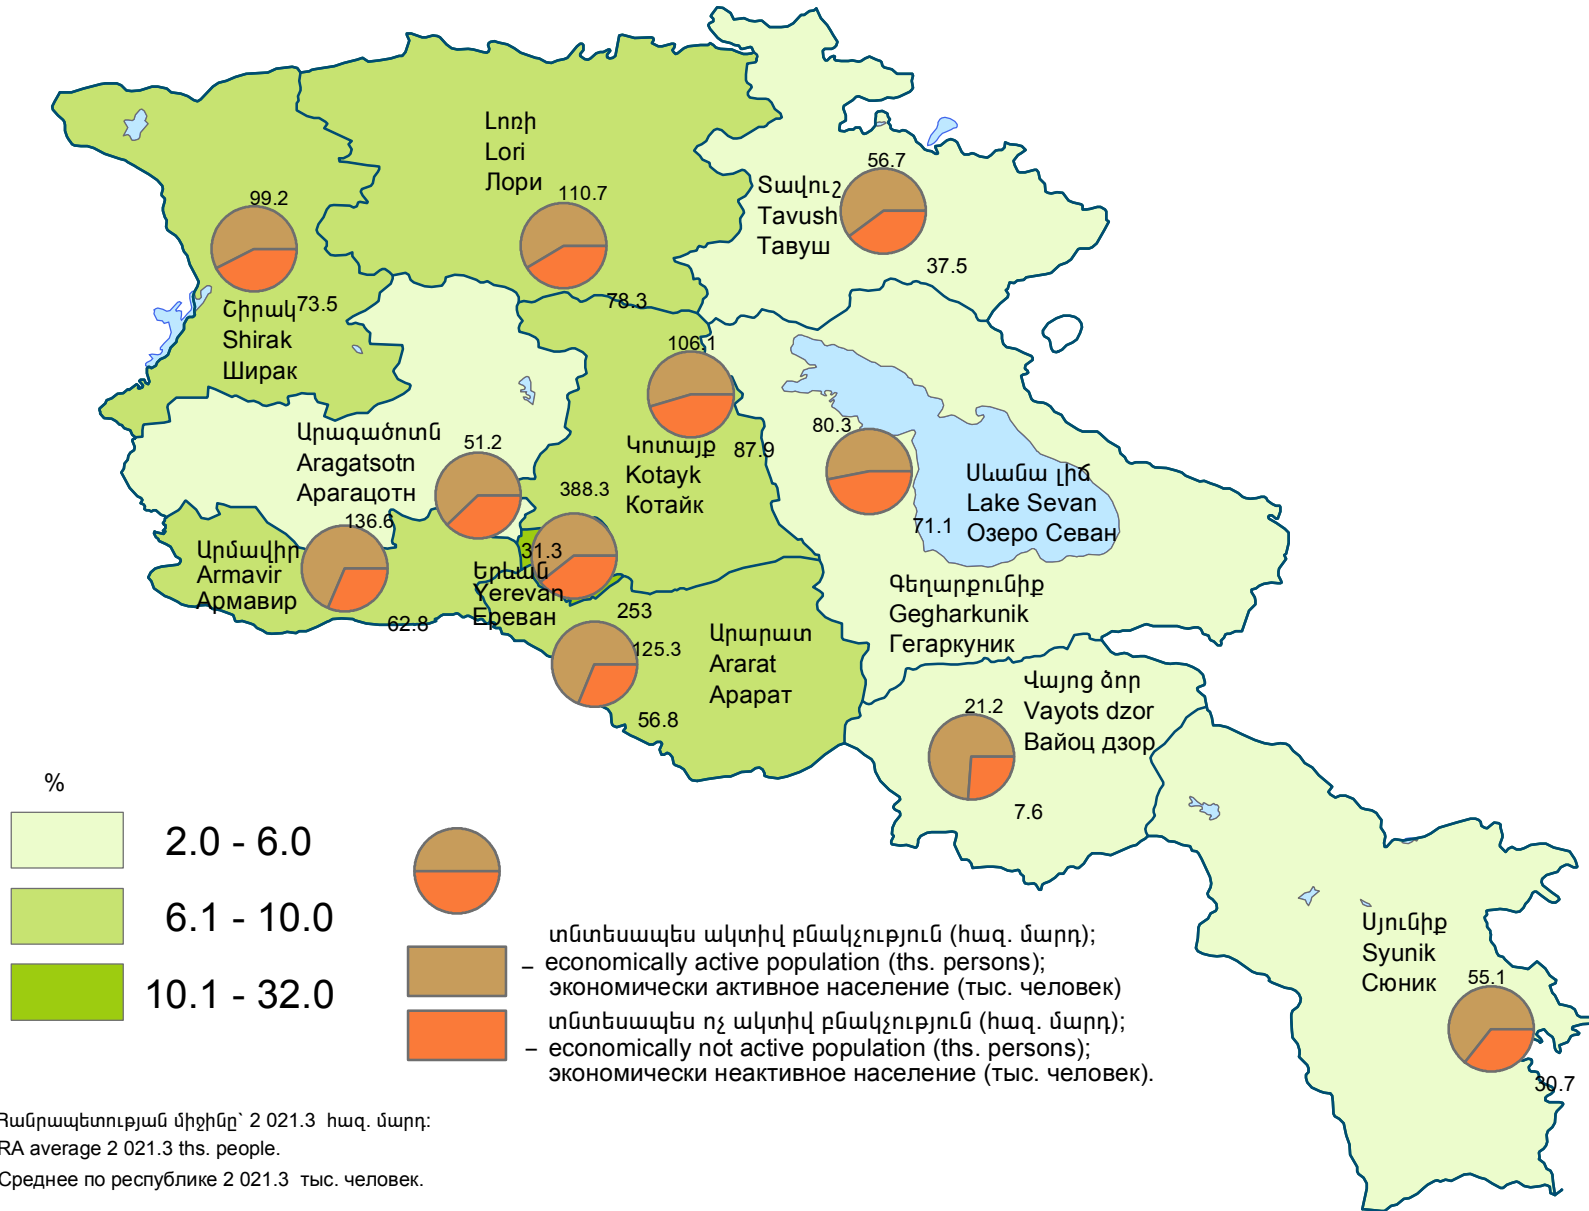 56.7
Տավուշ
Tavush
Тавуш
37.5
Լոռի
Lori
Лори
110.7
78.3
99.2
73.5
Շիրակ
Shirak
Ширак
106.1
Կոտայք
Kotayk
Котайк
87.9
80.3
71.1
Սևանա լիճ
Lake Sevan
Озеро Севан
Գեղարքունիք
Gegharkunik
Гегаркуник
Արագածոտն
Aragatsotn
Арагацотн
51.2
31.3
136.6
Արմավիր
Armavir
Армавир
62.8
388.3
Երևան
Yerevan
Ереван
253
125.3
56.8
Արարատ
Ararat
Арарат
21.2
Վայոց ձոր
Vayots dzor
Вайоц дзор
7.6
Սյունիք
Syunik
Сюник
55.1
30.7
%
2.0 - 6.0
6.1 - 10.0
10.1 - 32.0
տնտեսապես ակտիվ բնակչություն (հազ. մարդ);
– economically active population (ths. persons);
экономически активное население (тыс. человек)
տնտեսապես ոչ ակտիվ բնակչություն (հազ. մարդ);
– economically not active population (ths. persons);
экономически неактивное население (тыс. человек).
Հանրապետության միջինը` 2 021.3 հազ. մարդ:
RA average 2 021.3 ths. people.
Среднее по республике 2 021.3 тыс. человек.